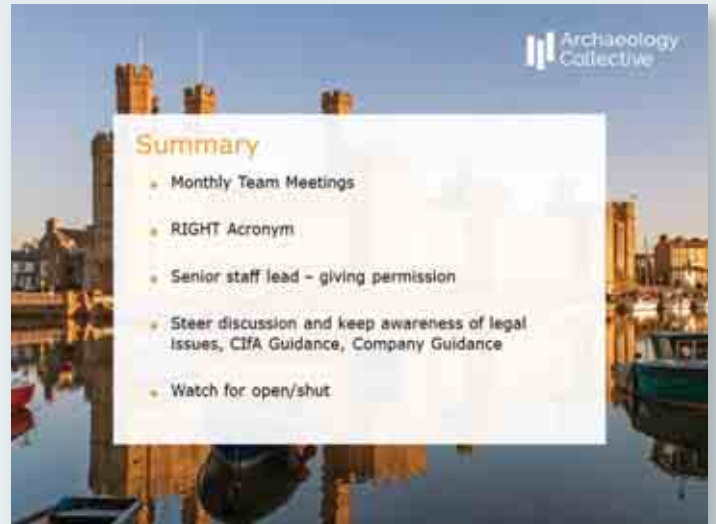 Archaeology
Collective
Summary
Monthly Team Meetings
RIGHT Acronym
Senior staff lead – giving permission
Steer discussion and keep awareness of legal
issues, CIfA Guidance, Company Guidance
Watch for open/shut